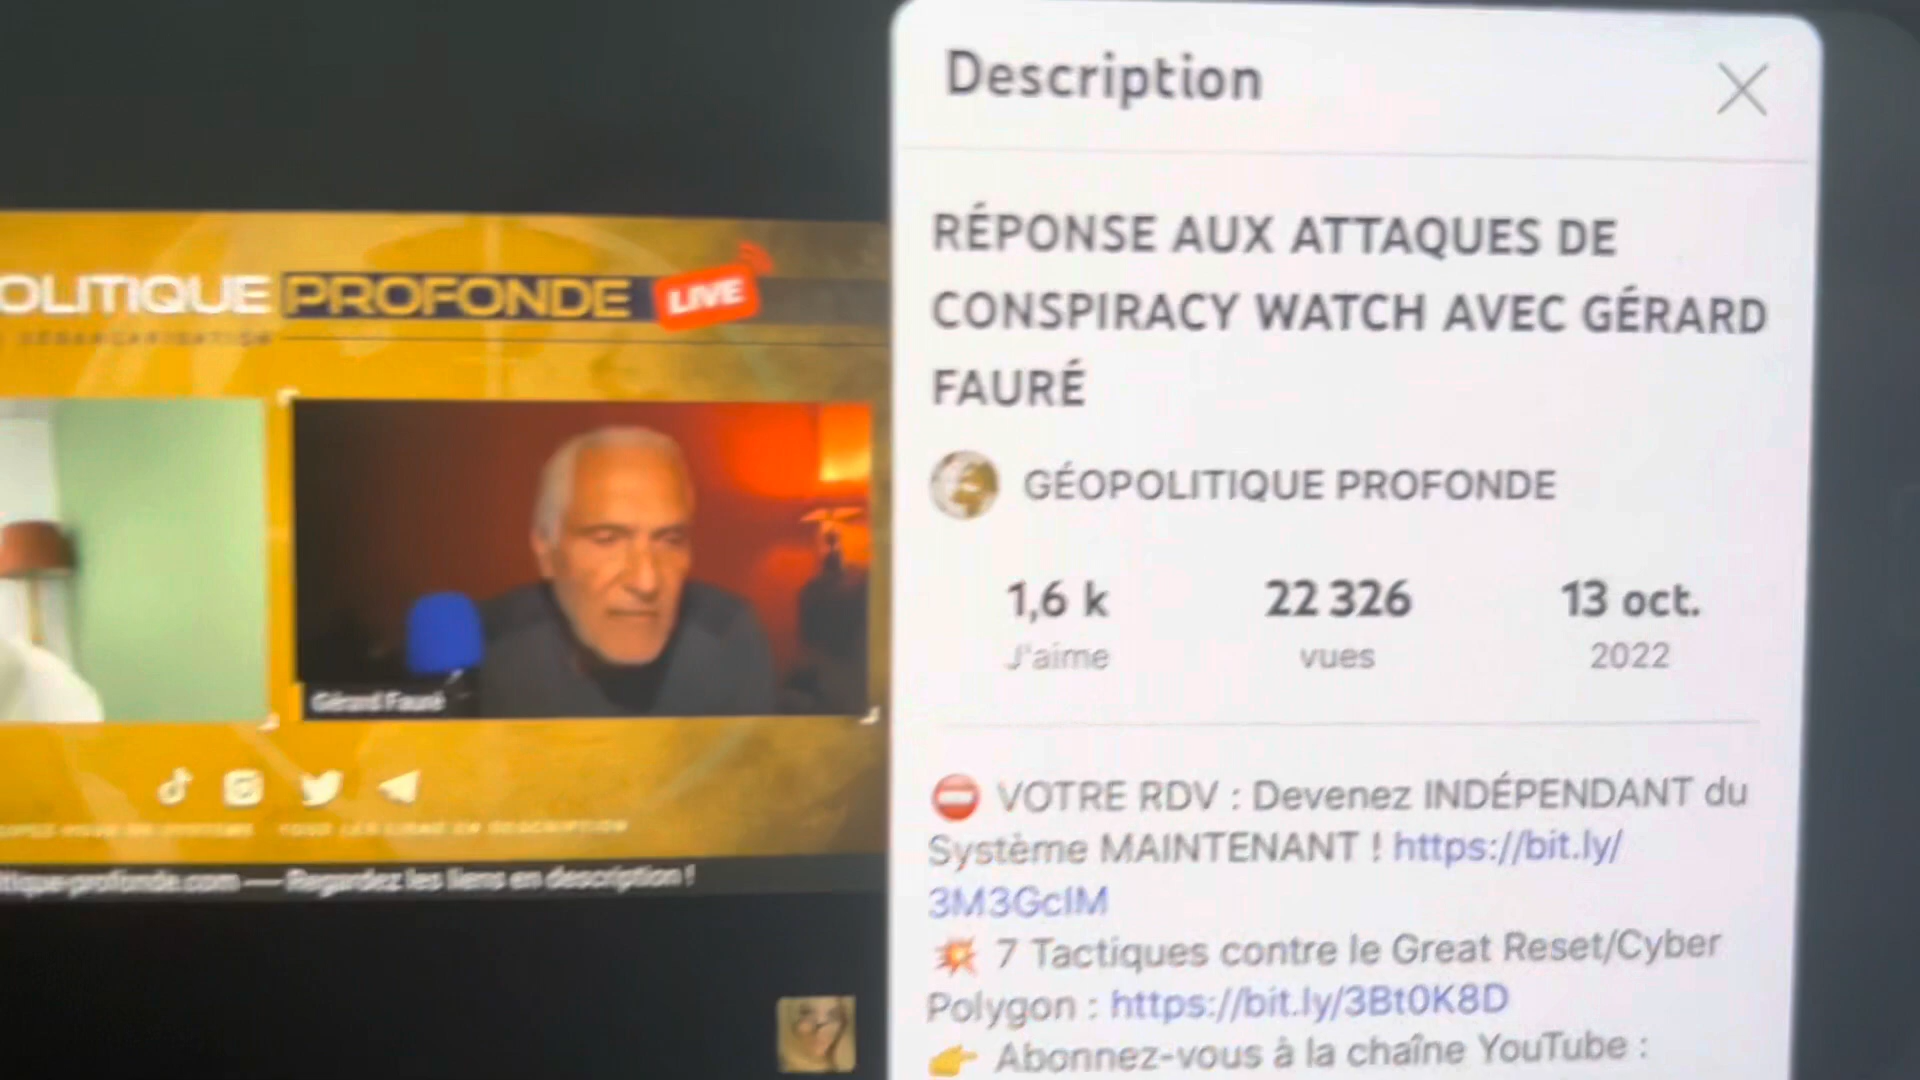 OLITIQUE PROFONDE LIVE
Gérard Fauré
tique-profonde.com — Regardez les liens en description !
Description
RÉPONSE AUX ATTAQUES DE
CONSPIRACY WATCH AVEC GÉRARD
FAURÉ
GÉOPOLITIQUE PROFONDE
1,6 k 22 326 13 oct.
J'aime vues 2022
VOTRE RDV : Devenez INDÉPENDANT du
Système MAINTENANT ! https://bit.ly/
3M3GclM
7 Tactiques contre le Great Reset/Cyber
Polygon : https://bit.ly/3Bt0K8D
Abonnez-vous à la chaîne YouTube :